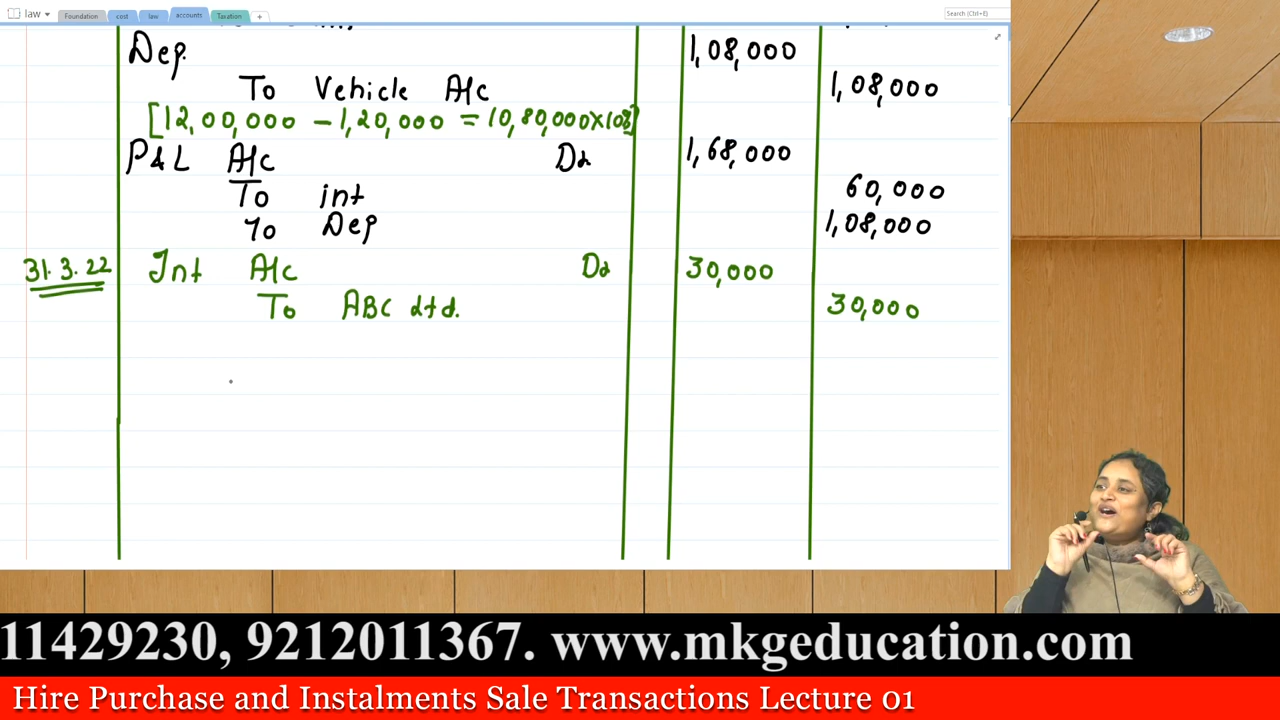 law
Foundation
cost
law
accounts
Taxation
+
Search (Ctrl+E)
Dep. 1,08,000
To Vehicle A/c 1,08,000
[12,00,000 - 1,20,000 = 10,80,000×10%]
P&L A/c Dr 1,68,000
To int 60,000
To Dep 1,08,000
31.3.22 Int A/c Dr 30,000
To ABC Ltd. 30,000
11429230, 9212011367. www.mkgeducation.com
Hire Purchase and Instalments Sale Transactions Lecture 01